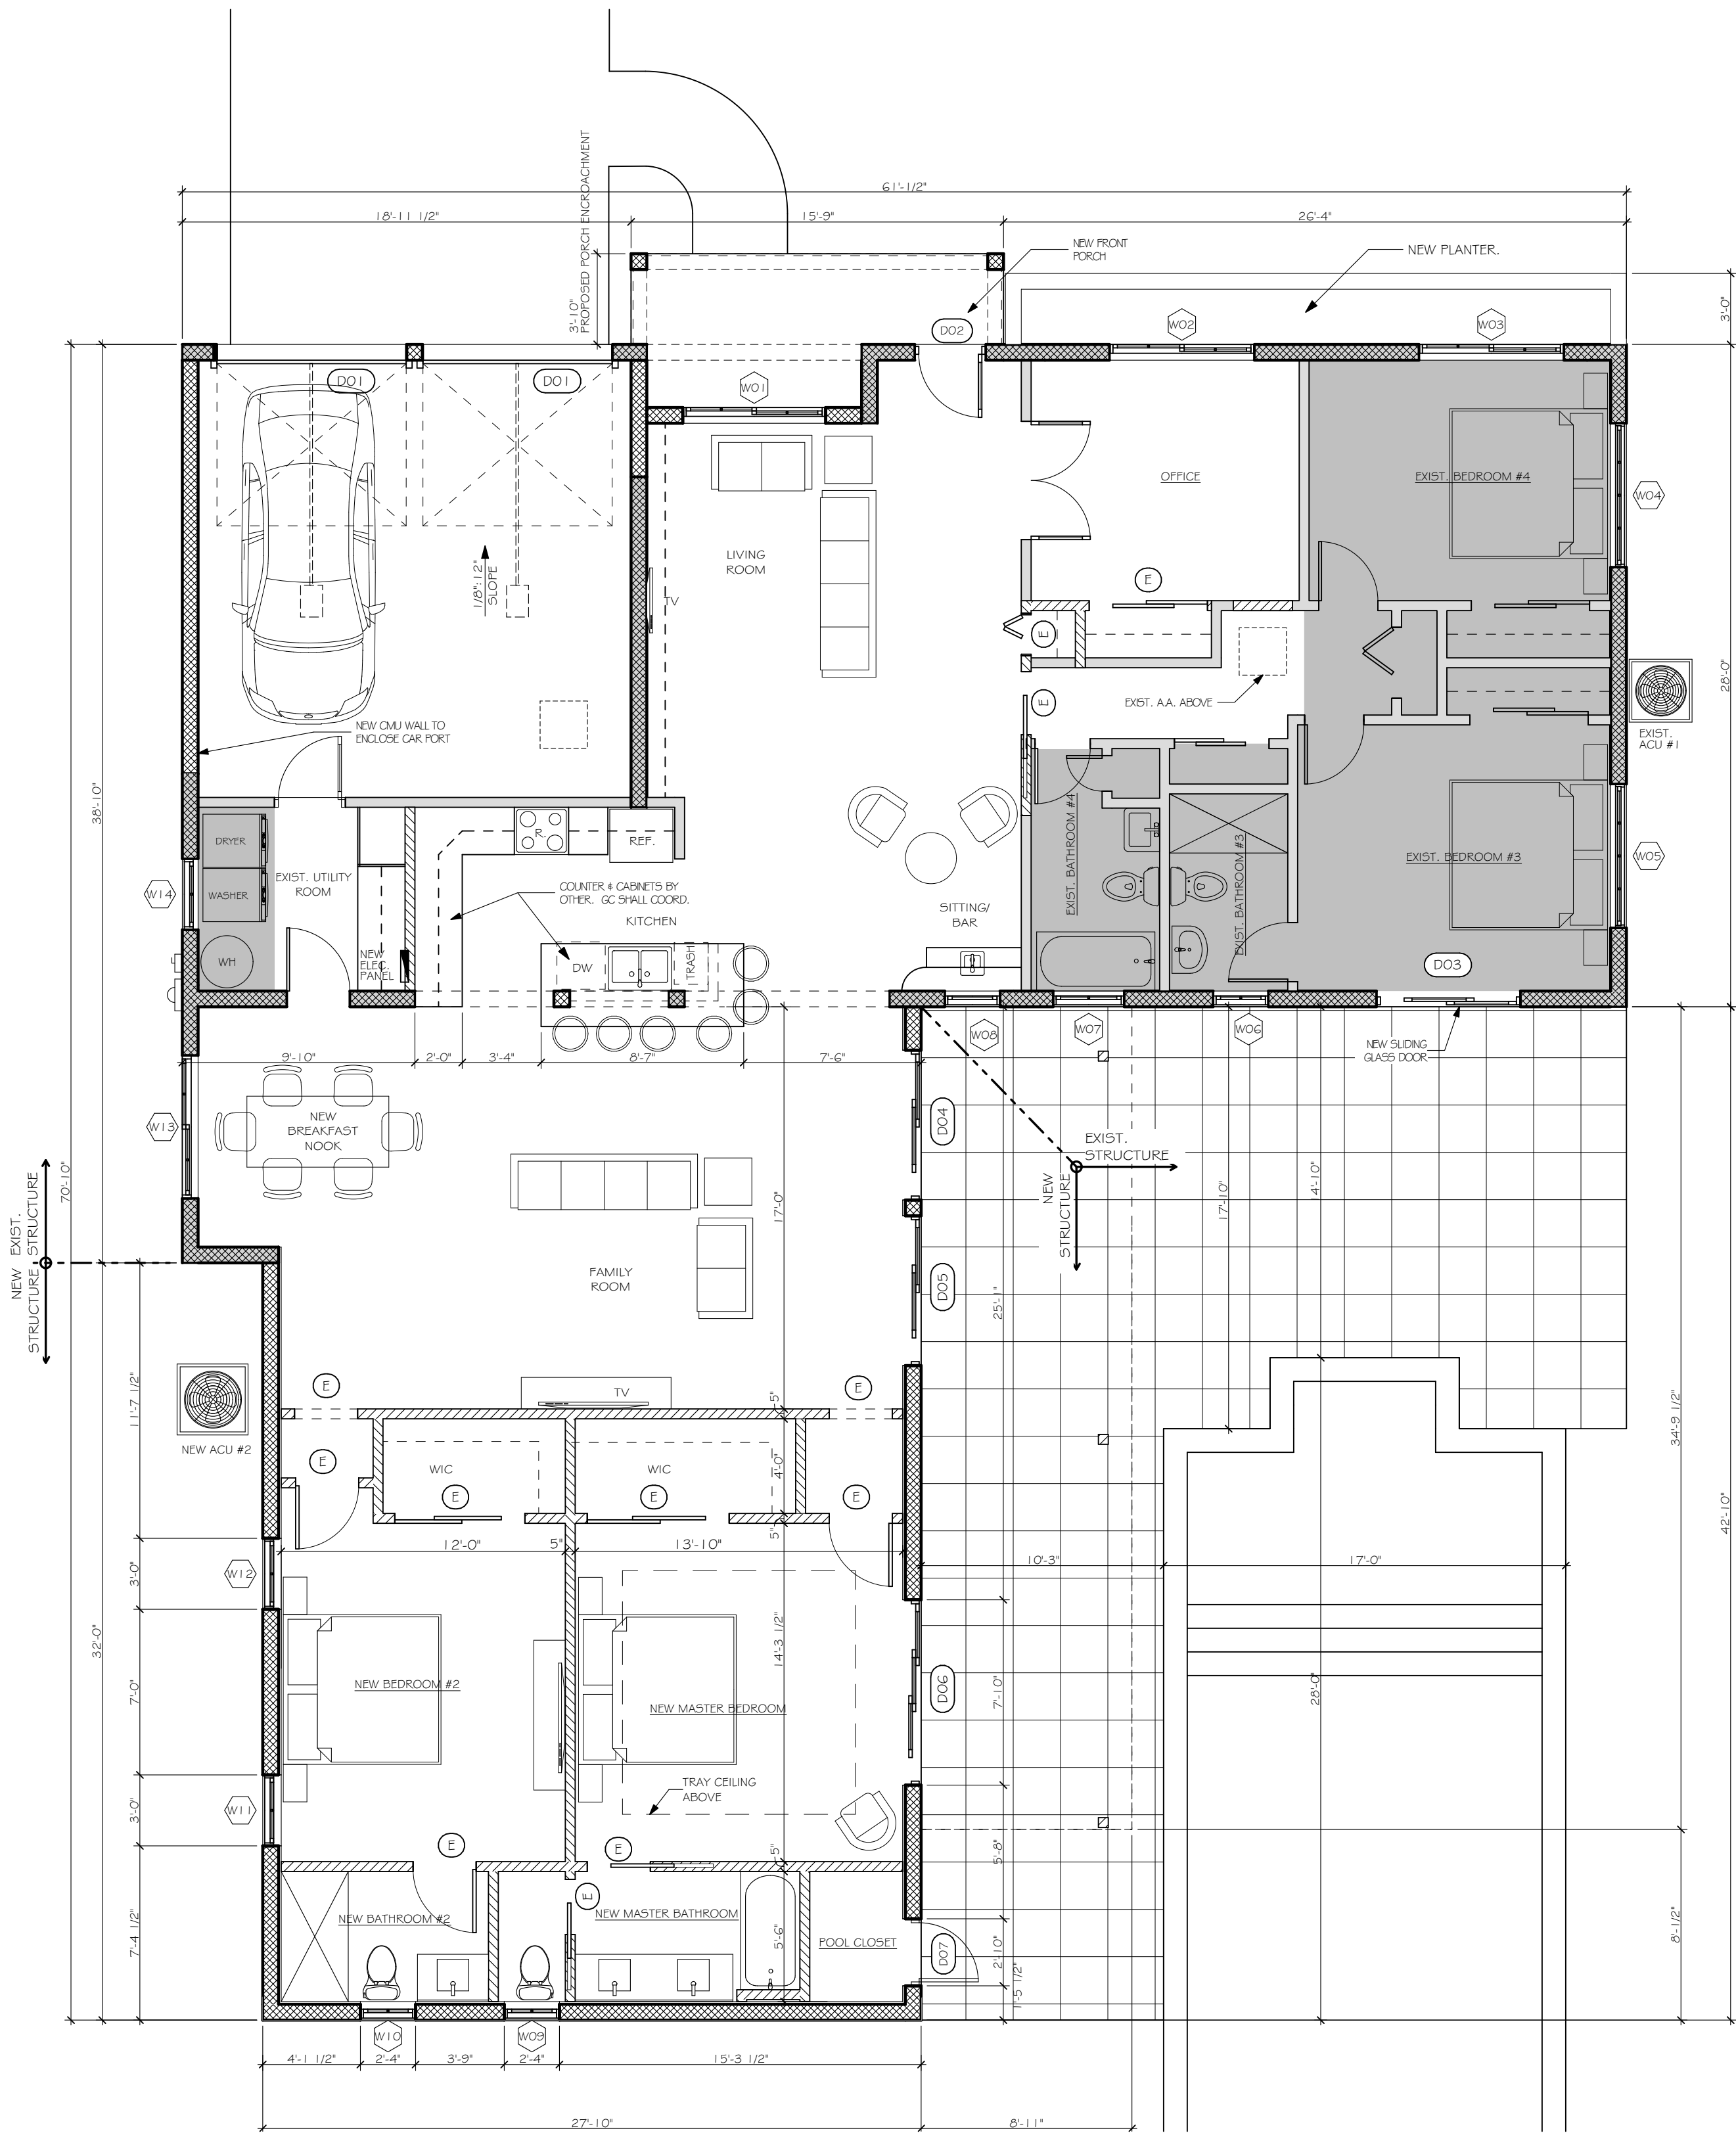 61'-1/2"
18'-11 1/2"
15'-9"
26'-4"
3'-10"
PROPOSED PORCH ENCROACHMENT
NEW FRONT
PORCH
NEW PLANTER.
3'-0"
D02
W02
W03
W01
D01
D01
OFFICE
EXIST. BEDROOM #4
W04
LIVING
ROOM
1/8":12"
SLOPE
TV
E
E
E
EXIST. A.A. ABOVE
28'-0"
EXIST.
ACU #1
NEW CMU WALL TO
ENCLOSE CAR PORT
38'-10"
DRYER
WASHER
WH
EXIST. UTILITY
ROOM
NEW
ELEC.
PANEL
W14
R.
REF.
COUNTER & CABINETS BY
OTHER. GC SHALL COORD.
KITCHEN
DW
TRASH
SITTING/
BAR
EXIST. BATHROOM #4
EXIST. BATHROOM #3
EXIST. BEDROOM #3
W05
D03
W08
W07
W06
NEW SLIDING
GLASS DOOR
9'-10"
2'-0"
3'-4"
8'-7"
7'-6"
W13
NEW
BREAKFAST
NOOK
D04
EXIST.
STRUCTURE
NEW
STRUCTURE
17'-10"
14'-10"
70'-10"
EXIST.
STRUCTURE
NEW
STRUCTURE
17'-0"
FAMILY
ROOM
D05
25'-1"
11'-7 1/2"
NEW ACU #2
E
TV
E
5"
34'-9 1/2"
42'-10"
E
WIC
E
WIC
E
4'-0"
E
5"
12'-0"
5"
13'-10"
10'-3"
17'-0"
W12
3'-0"
32'-0"
7'-0"
NEW BEDROOM #2
14'-3 1/2"
NEW MASTER BEDROOM
D06
7'-10"
28'-0"
TRAY CEILING
ABOVE
W11
3'-0"
E
E
5"
5'-8"
E
7'-4 1/2"
NEW BATHROOM #2
NEW MASTER BATHROOM
5'-6"
POOL CLOSET
D07
2'-10"
1'-5 1/2"
8'-1/2"
W10
W09
4'-1 1/2"
2'-4"
3'-9"
2'-4"
15'-3 1/2"
27'-10"
8'-11"